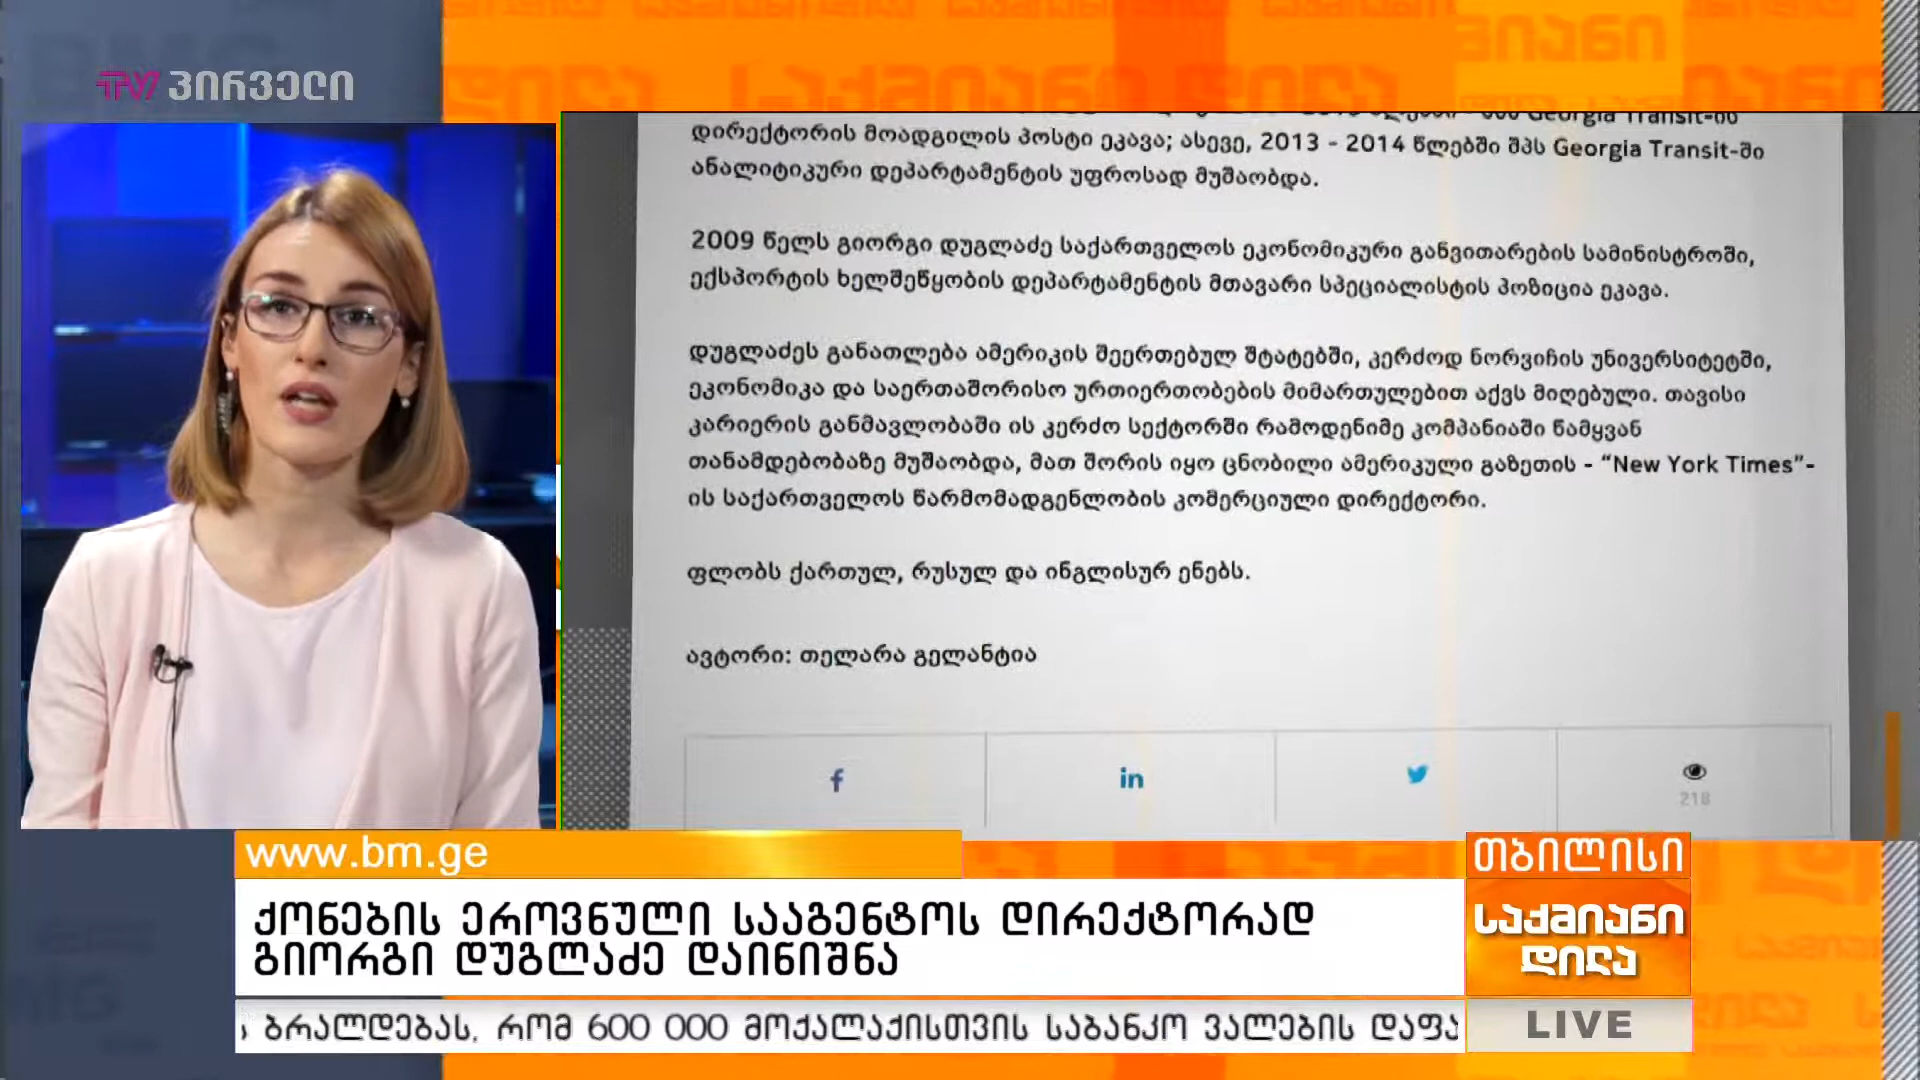 TV პირველი
დირექტორის მოადგილის პოსტი ეკავა; ასევე, 2013 - 2014 წლებში შპს Georgia Transit-ში
ანალიტიკური დეპარტამენტის უფროსად მუშაობდა.
2009 წელს გიორგი დუგლაძე საქართველოს ეკონომიკური განვითარების სამინისტროში,
ექსპორტის ხელშეწყობის დეპარტამენტის მთავარი სპეციალისტის პოზიცია ეკავა.
დუგლაძეს განათლება ამერიკის შეერთებულ შტატებში, კერძოდ ნორვიჩის უნივერსიტეტში,
ეკონომიკა და საერთაშორისო ურთიერთობების მიმართულებით აქვს მიღებული. თავისი
კარიერის განმავლობაში ის კერძო სექტორში რამოდენიმე კომპანიაში წამყვან
თანამდებობაზე მუშაობდა, მათ შორის იყო ცნობილი ამერიკული გაზეთის - “New York Times”-
ის საქართველოს წარმომადგენლობის კომერციული დირექტორი.
ფლობს ქართულ, რუსულ და ინგლისურ ენებს.
ავტორი: თელარა გელანტია
218
www.bm.ge
ქონების ეროვნული სააგენტოს დირექტორად
გიორგი დუგლაძე დაინიშნა
ბრალდებას, რომ 600 000 მოქალაქისთვის საბანკო ვალების დაფა
თბილისი
საქმიანი
დილა
LIVE